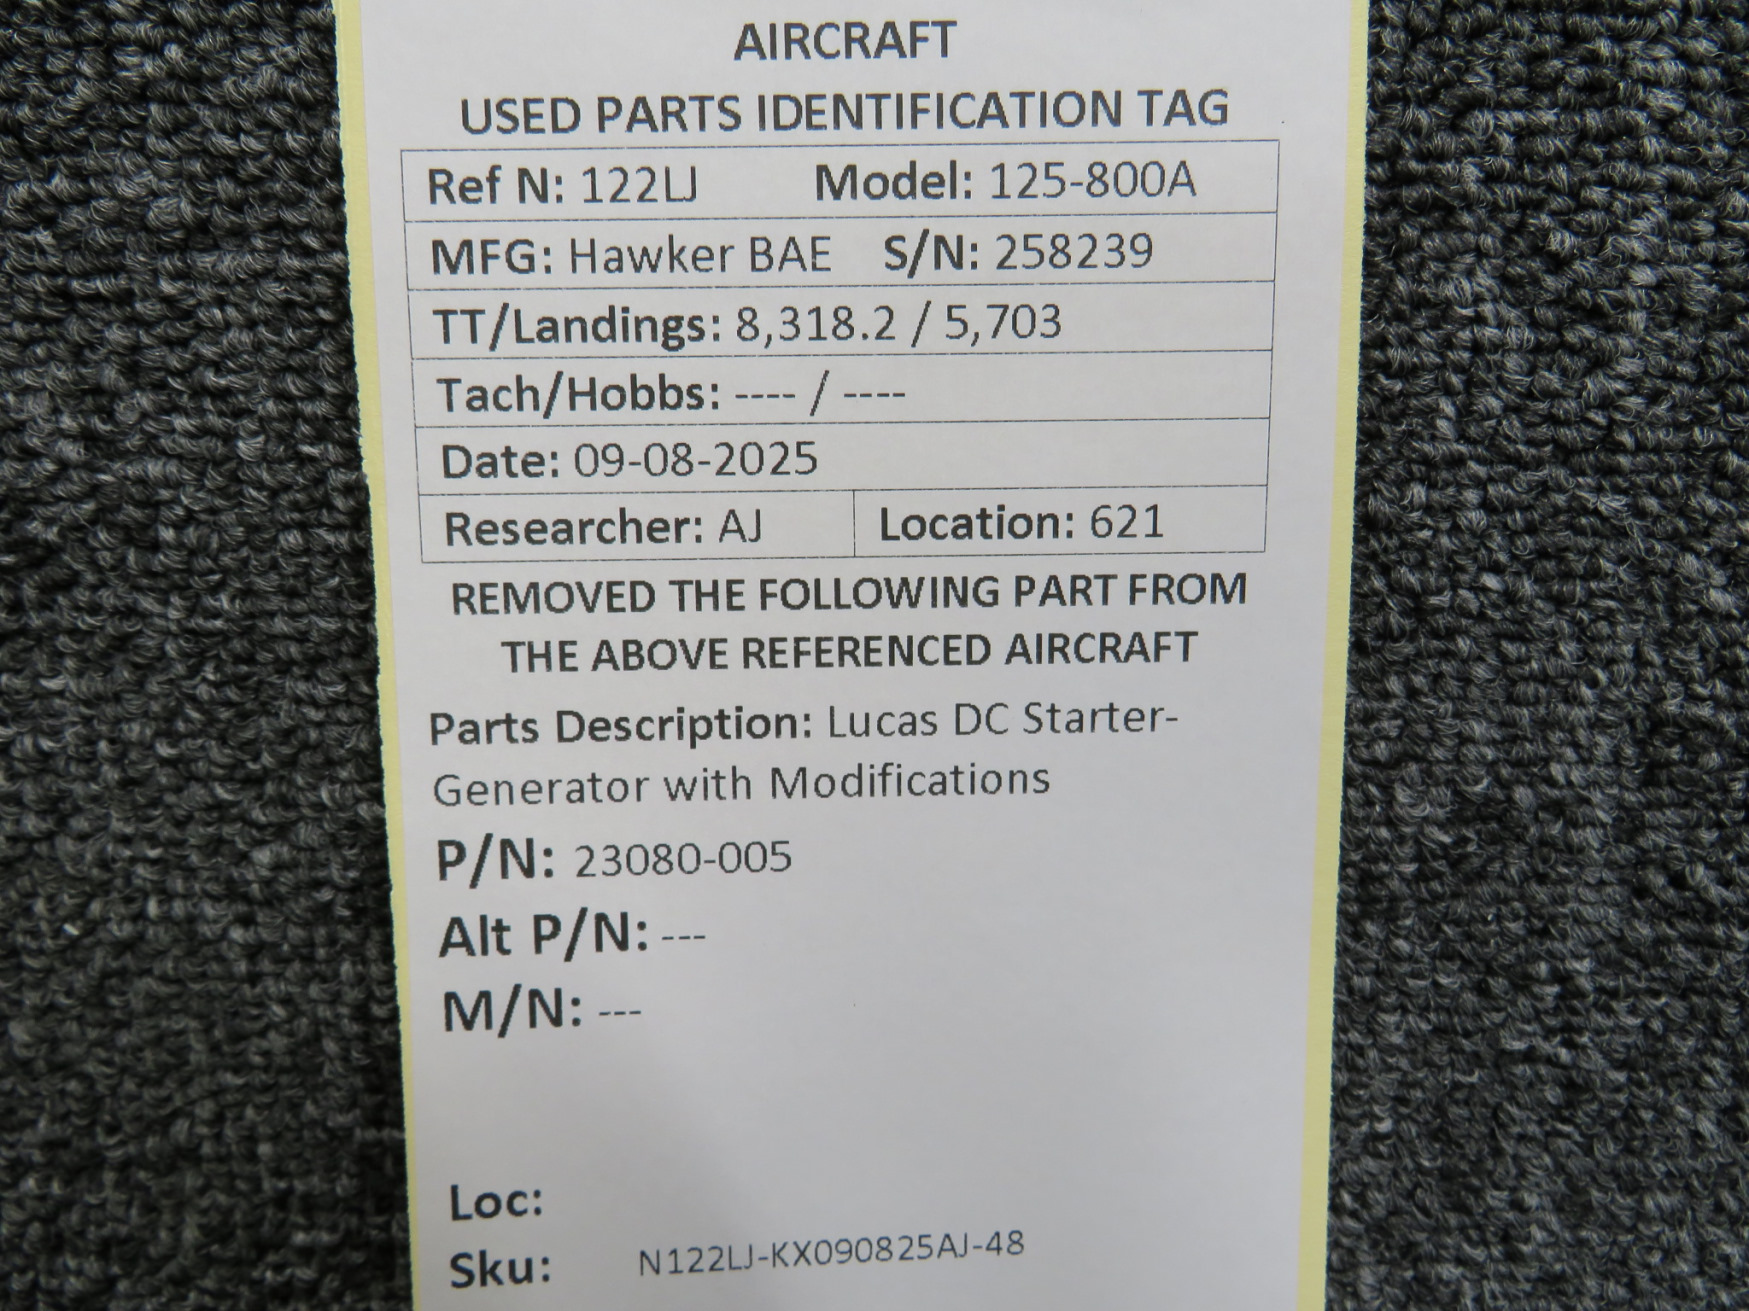 AIRCRAFT
USED PARTS IDENTIFICATION TAG
Ref N: 122LJ Model: 125-800A
MFG: Hawker BAE S/N: 258239
TT/Landings: 8,318.2 / 5,703
Tach/Hobbs: ---- / ----
Date: 09-08-2025
Researcher: AJ Location: 621
REMOVED THE FOLLOWING PART FROM
THE ABOVE REFERENCED AIRCRAFT
Parts Description: Lucas DC Starter-
Generator with Modifications
P/N: 23080-005
Alt P/N: ---
M/N: ---
Loc:
Sku: N122LJ-KX090825AJ-48